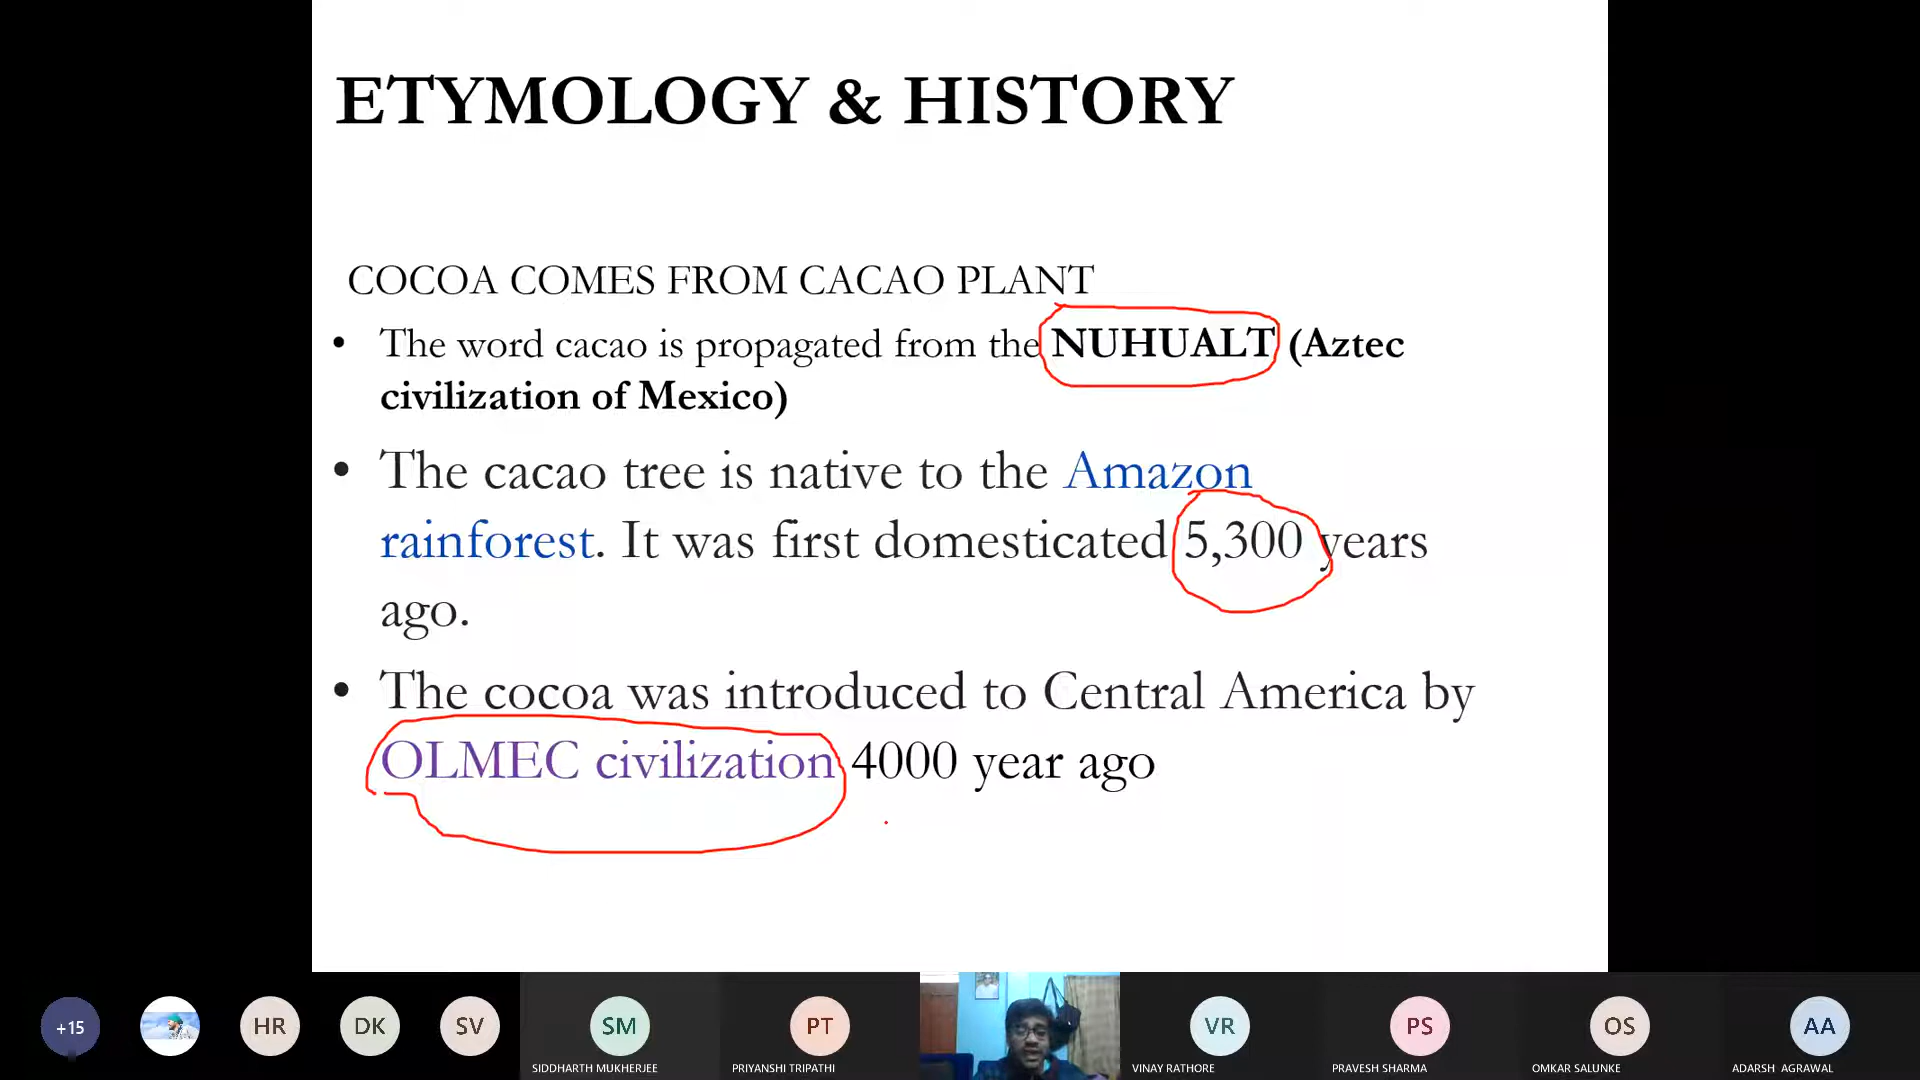 ETYMOLOGY & HISTORY
COCOA COMES FROM CACAO PLANT
• The word cacao is propagated from the NUHUALT (Aztec
civilization of Mexico)
• The cacao tree is native to the Amazon
rainforest. It was first domesticated 5,300 years
ago.
• The cocoa was introduced to Central America by
OLMEC civilization 4000 year ago
+15
HR
DK
SV
SM
PT
VR
PS
OS
AA
SIDDHARTH MUKHERJEE
PRIYANSHI TRIPATHI
VINAY RATHORE
PRAVESH SHARMA
OMKAR SALUNKE
ADARSH AGRAWAL